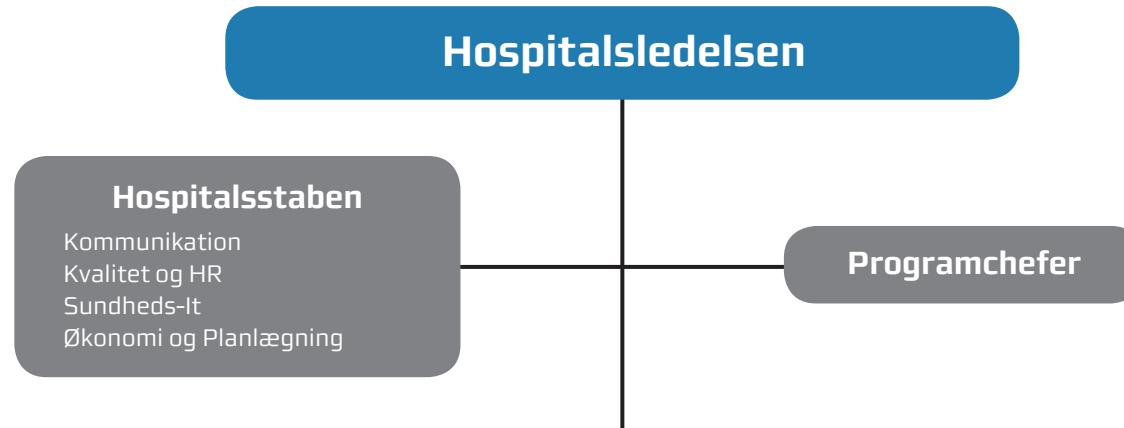 Hospitalsledelsen
Hospitalsstaben
Kommunikation
Kvalitet og HR
Sundheds-It
Økonomi og Planlægning
Programchefer